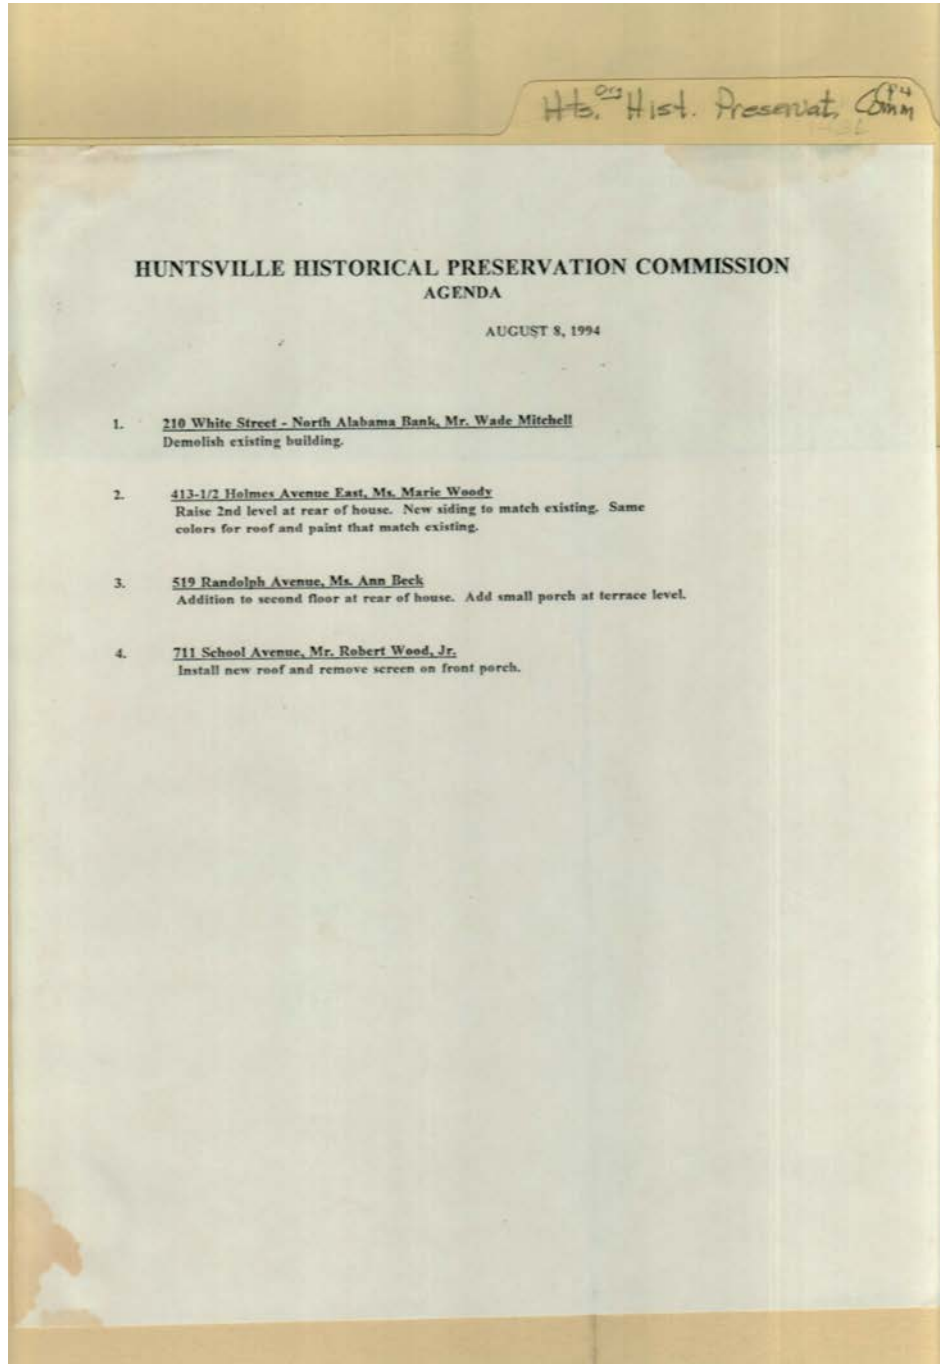 Hts. Org Hist. Preservat. Comm
HUNTSVILLE HISTORICAL PRESERVATION COMMISSION
AGENDA
AUGUST 8, 1994
1. 210 White Street - North Alabama Bank, Mr. Wade Mitchell
Demolish existing building.
2. 413-1/2 Holmes Avenue East, Ms. Marie Woody
Raise 2nd level at rear of house. New siding to match existing. Same
colors for roof and paint that match existing.
3. 519 Randolph Avenue, Ms. Ann Beck
Addition to second floor at rear of house. Add small porch at terrace level.
4. 711 School Avenue, Mr. Robert Wood, Jr.
Install new roof and remove screen on front porch.